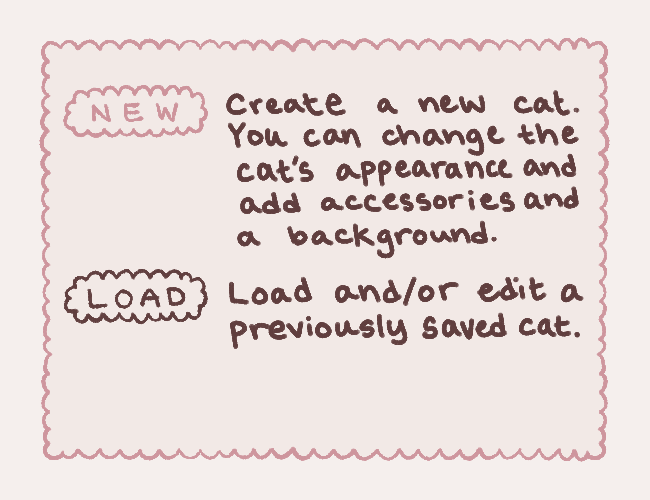 NEW
Create a new cat.
You can change the
cat's appearance and
add accessories and
a background.
LOAD
Load and/or edit a
previously saved cat.